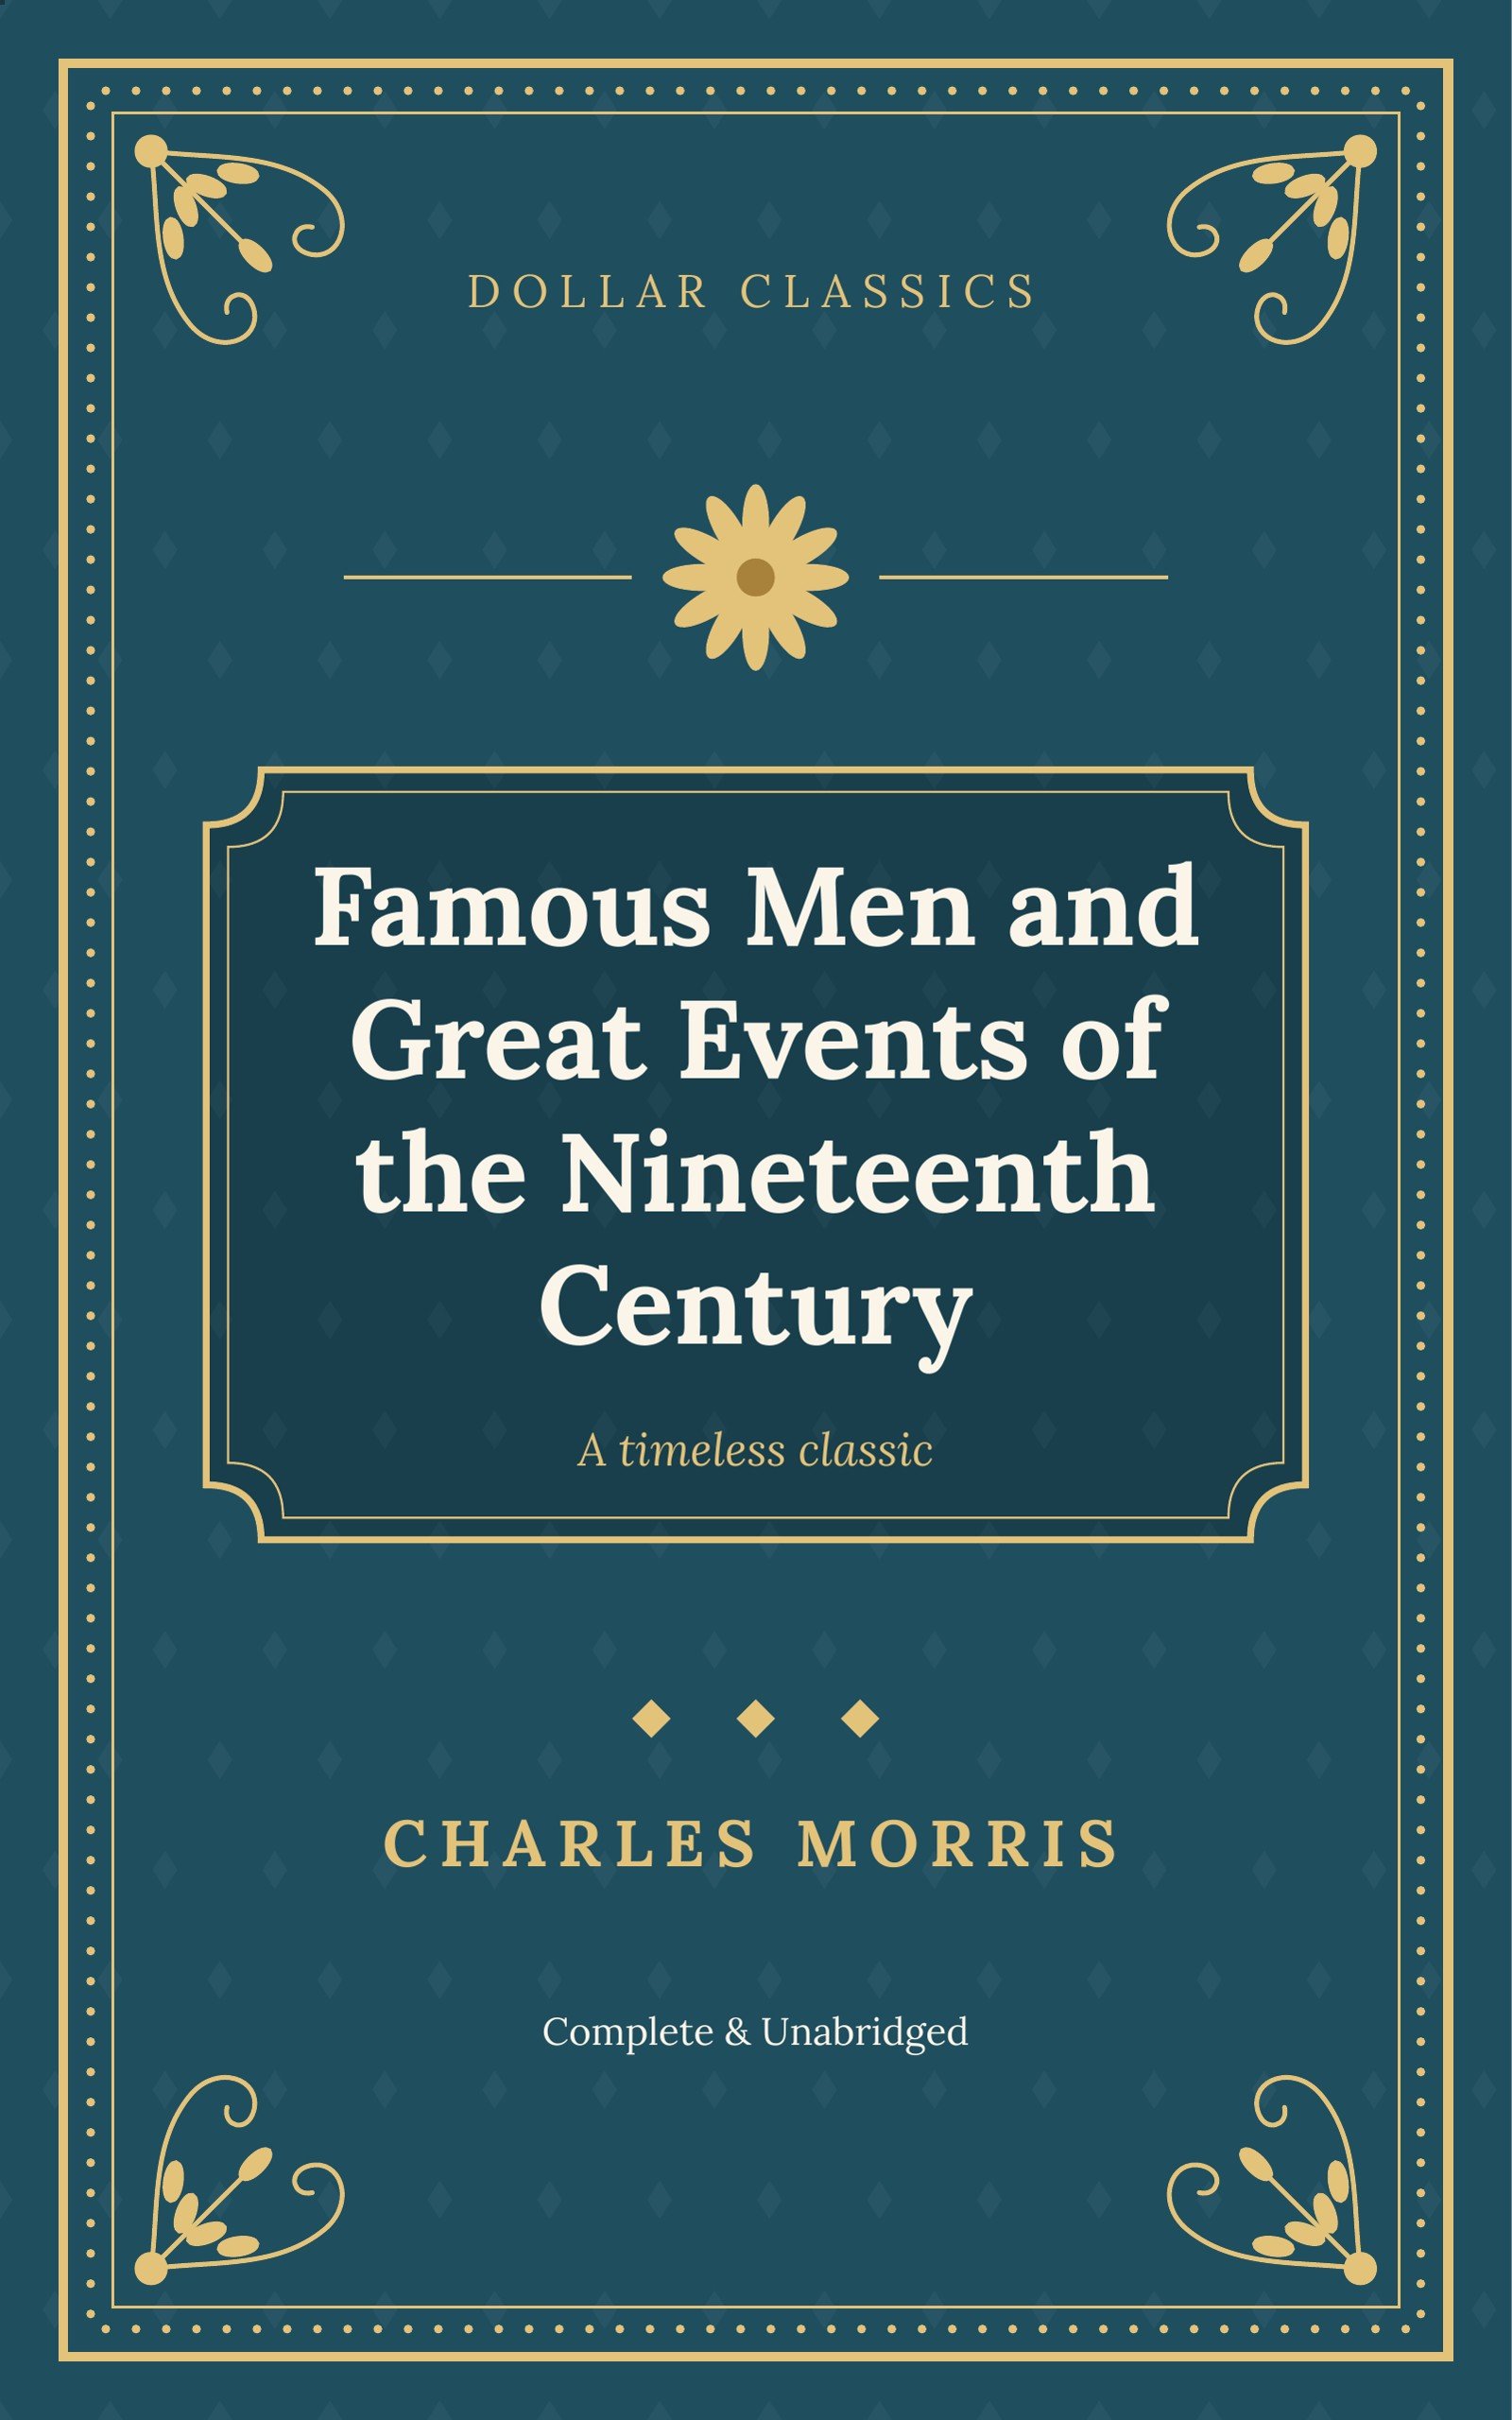 DOLLAR CLASSICS
Famous Men and
Great Events of
the Nineteenth
Century
A timeless classic
CHARLES MORRIS
Complete & Unabridged